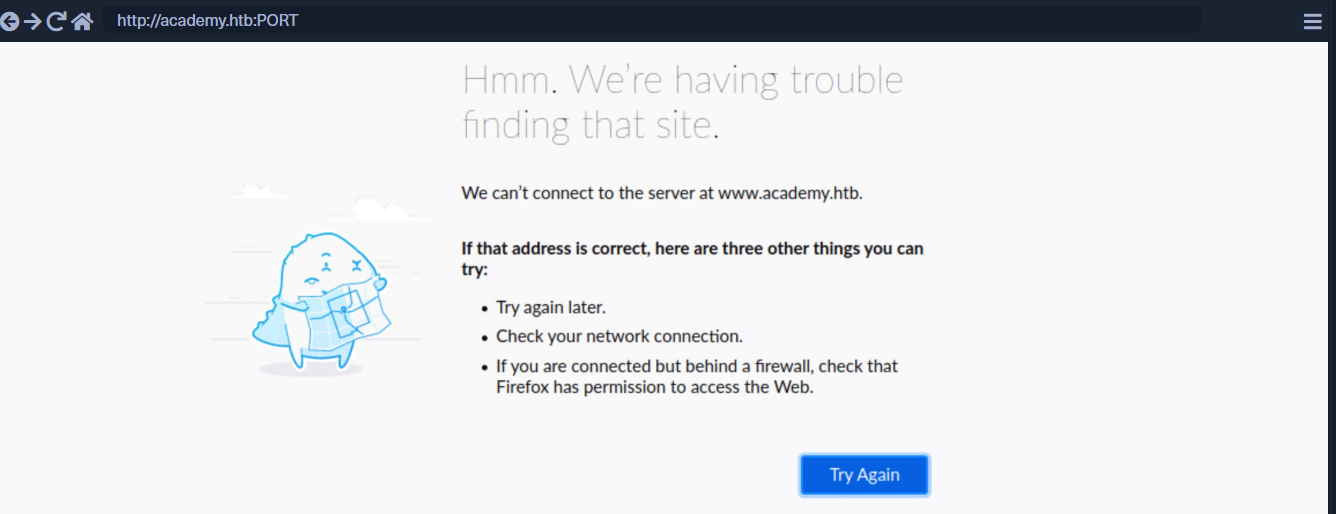 http://academy.htb:PORT
Hmm. We're having trouble
finding that site.
We can't connect to the server at www.academy.htb.
If that address is correct, here are three other things you can
try:
• Try again later.
• Check your network connection.
• If you are connected but behind a firewall, check that
Firefox has permission to access the Web.
Try Again